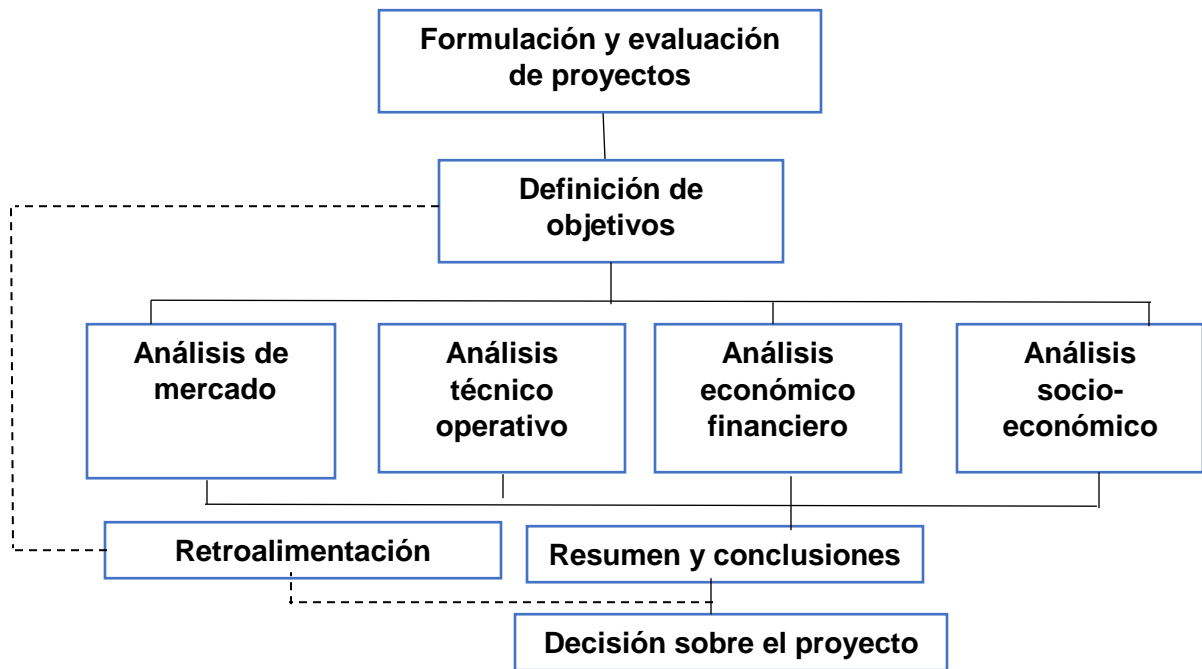 Formulación y evaluación
de proyectos
Definición de
objetivos
Análisis de
mercado
Análisis
técnico
operativo
Análisis
económico
financiero
Análisis
socio-
económico
Retroalimentación
Resumen y conclusiones
Decisión sobre el proyecto